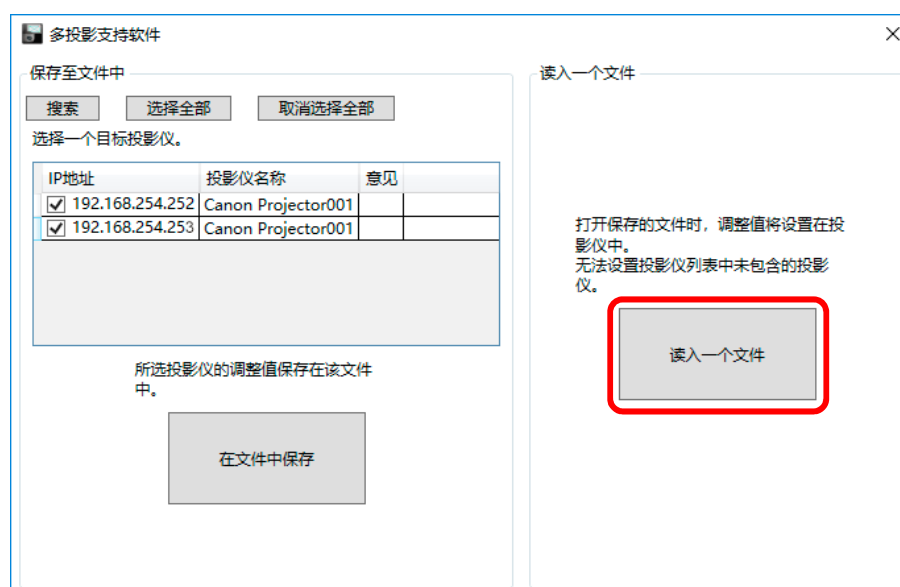 多投影支持软件
保存至文件中
搜索 选择全部 取消选择全部
选择一个目标投影仪。
IP地址 投影仪名称 意见
192.168.254.252 Canon Projector001
192.168.254.253 Canon Projector001
所选投影仪的调整值保存在该文件
中。
在文件中保存
读入一个文件
打开保存的文件时，调整值将设置在投
影仪中。
无法设置投影仪列表中未包含的投影
仪。
读入一个文件